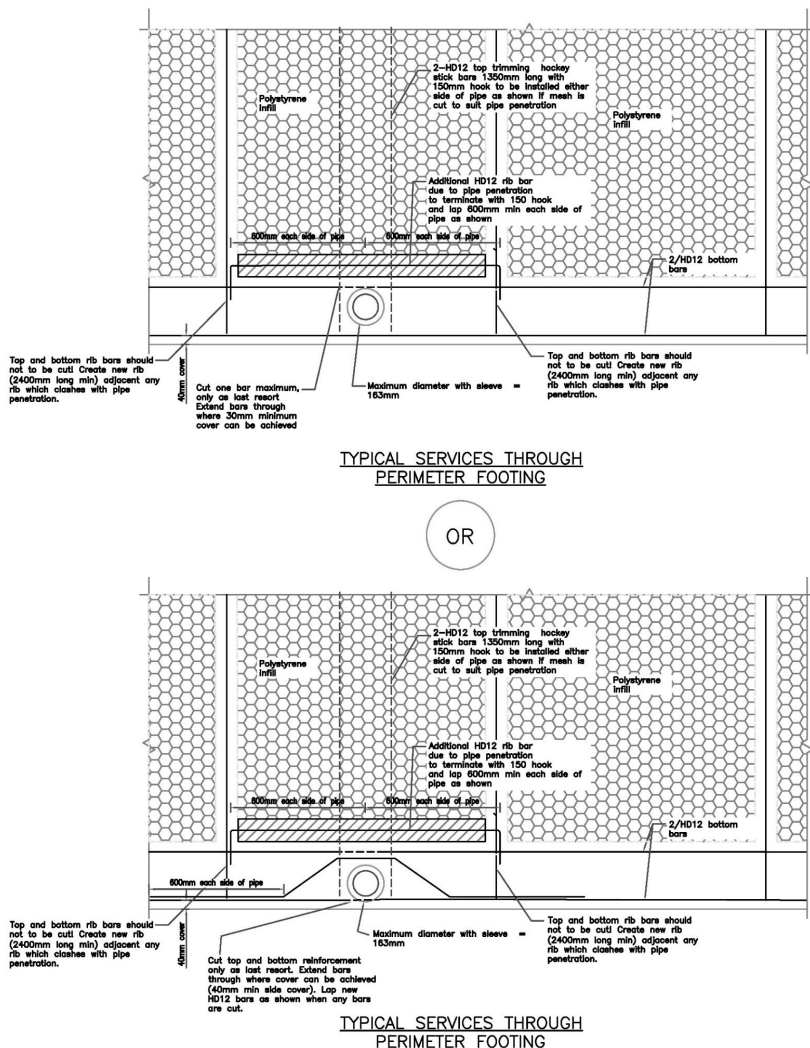 2-HD12 top trimming hockey
stick bars 1350mm long with
150mm hook to be installed either
side of pipe as shown if mesh is
cut to suit pipe penetration
Polystyrene
infill
Polystyrene
infill
Additional HD12 rib bar
due to pipe penetration
to terminate with 150 hook
and lap 600mm min each side of
pipe as shown
600mm each side of pipe
600mm each side of pipe
2/HD12 bottom
bars
Top and bottom rib bars should
not to be cut! Create new rib
(2400mm long min) adjacent any
rib which clashes with pipe
penetration.
40mm cover
Cut one bar maximum,
only as last resort
Extend bars through
where 30mm minimum
cover can be achieved
Maximum diameter with sleeve =
163mm
Top and bottom rib bars should
not to be cut! Create new rib
(2400mm long min) adjacent any
rib which clashes with pipe
penetration.
TYPICAL SERVICES THROUGH
PERIMETER FOOTING
OR
2-HD12 top trimming hockey
stick bars 1350mm long with
150mm hook to be installed either
side of pipe as shown if mesh is
cut to suit pipe penetration
Polystyrene
infill
Polystyrene
infill
Additional HD12 rib bar
due to pipe penetration
to terminate with 150 hook
and lap 600mm min each side of
pipe as shown
600mm each side of pipe
600mm each side of pipe
2/HD12 bottom
bars
600mm each side of pipe
Top and bottom rib bars should
not to be cut! Create new rib
(2400mm long min) adjacent any
rib which clashes with pipe
penetration.
40mm cover
Cut top and bottom reinforcement
only as last resort. Extend bars
through where cover can be achieved
(40mm min side cover). Lap new
HD12 bars as shown when any bars
are cut.
Maximum diameter with sleeve =
163mm
Top and bottom rib bars should
not to be cut! Create new rib
(2400mm long min) adjacent any
rib which clashes with pipe
penetration.
TYPICAL SERVICES THROUGH
PERIMETER FOOTING